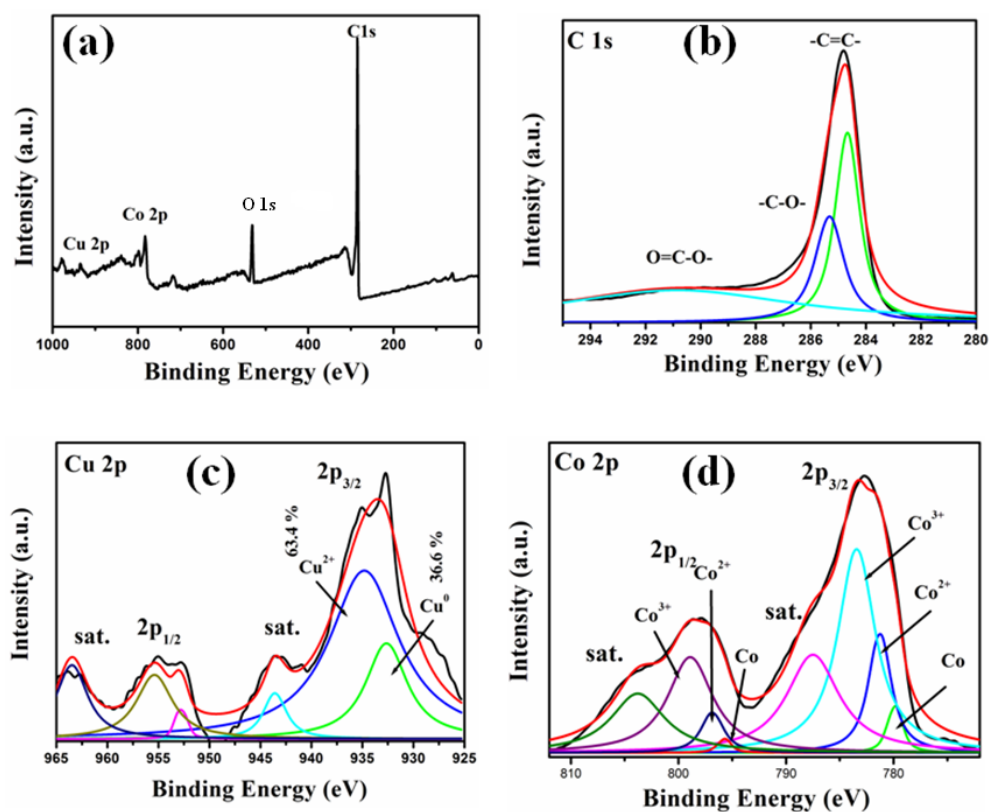 (a)
C1s
O 1s
Co 2p
Cu 2p
Intensity (a.u.)
1000 800 600 400 200 0
Binding Energy (eV)
C 1s
(b)
-C=C-
-C-O-
O=C-O-
Intensity (a.u.)
294 292 290 288 286 284 282 280
Binding Energy (eV)
Cu 2p
(c)
2p3/2
63.4 %
Cu2+
36.6 %
Cu0
sat.
2p1/2
sat.
Intensity (a.u.)
965 960 955 950 945 940 935 930 925
Binding Energy (eV)
Co 2p
(d)
2p3/2
Co3+
2p1/2
Co2+
Co3+
sat.
Co2+
sat.
Co
Co
Intensity (a.u.)
810 800 790 780
Binding Energy (eV)